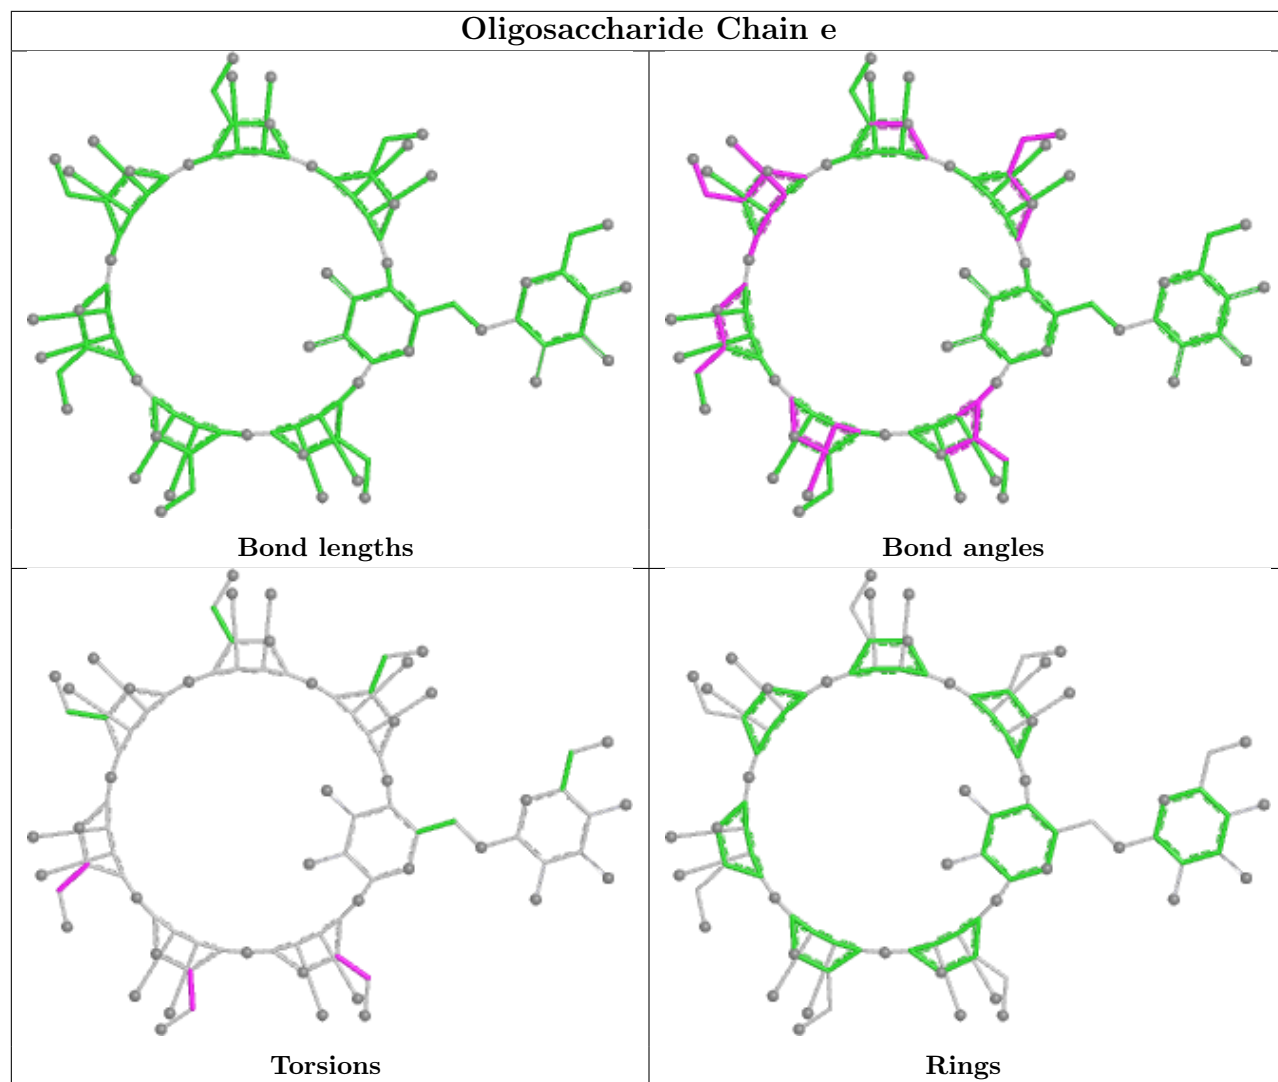 Oligosaccharide Chain e
Bond lengths
Bond angles
Torsions
Rings